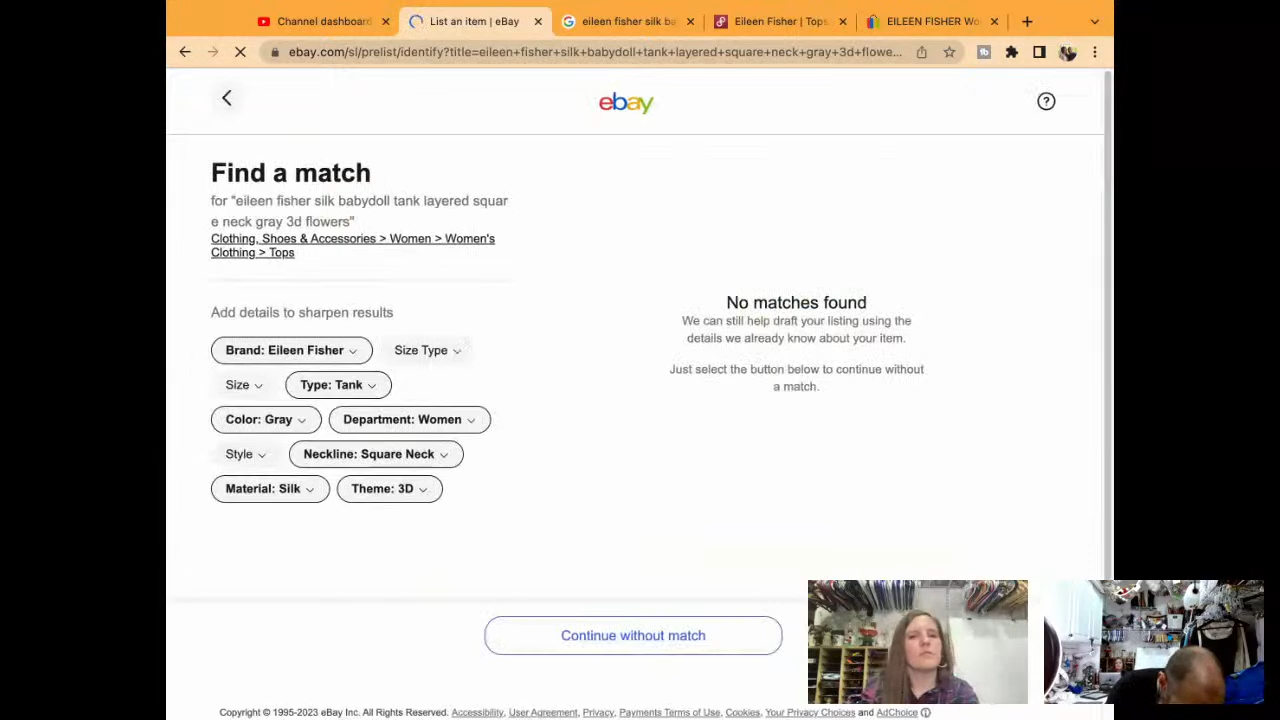 Channel dashboard
List an item | eBay
eileen fisher silk ba
Eileen Fisher | Tops
EILEEN FISHER Wo
ebay.com/sl/prelist/identify?title=eileen+fisher+silk+babydoll+tank+layered+square+neck+gray+3d+flowe...
ebay
Find a match
for "eileen fisher silk babydoll tank layered squar
e neck gray 3d flowers"
Clothing, Shoes & Accessories > Women > Women's
Clothing > Tops
Add details to sharpen results
Brand: Eileen Fisher
Size Type
Size
Type: Tank
Color: Gray
Department: Women
Style
Neckline: Square Neck
Material: Silk
Theme: 3D
No matches found
We can still help draft your listing using the
details we already know about your item.
Just select the button below to continue without
a match.
Continue without match
Copyright © 1995-2023 eBay Inc. All Rights Reserved. Accessibility, User Agreement, Privacy, Payments Terms of Use, Cookies, Your Privacy Choices and AdChoice